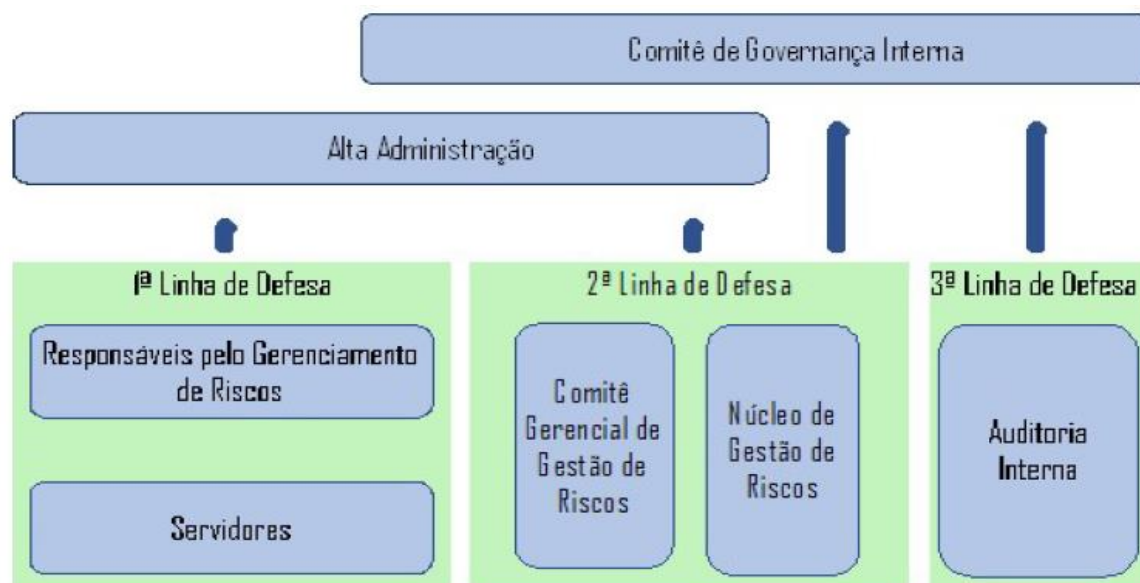 Comitê de Governança Interna
Alta Administração
1ª Linha de Defesa
Responsáveis pelo Gerenciamento
de Riscos
Servidores
2ª Linha de Defesa
Comitê
Gerencial de
Gestão de
Riscos
Núcleo de
Gestão de
Riscos
3ª Linha de Defesa
Auditoria
Interna